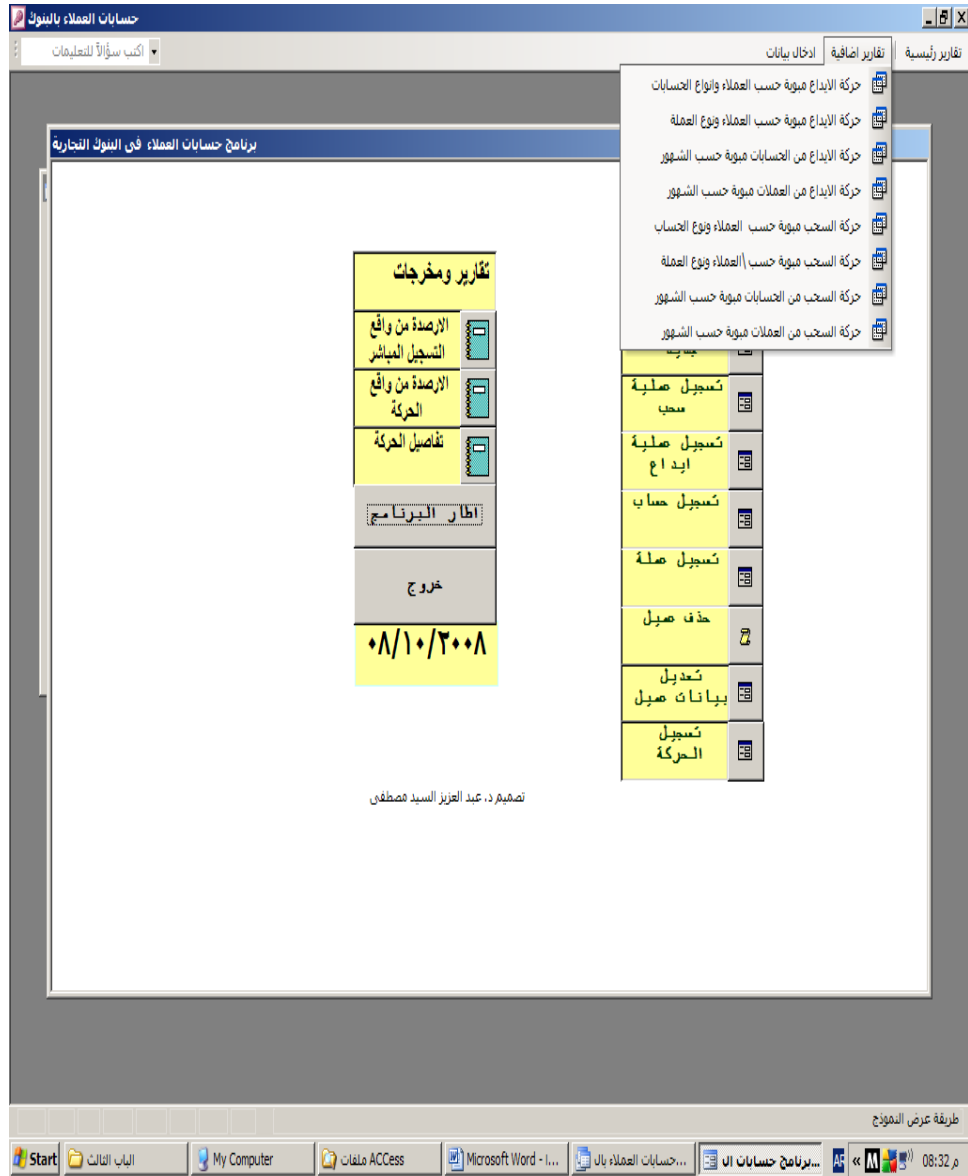 حسابات العملاء بالبنوك
تقارير رئيسية
تقارير اضافية
ادخال بيانات
اكتب سؤالاً للتعليمات
حركة الايداع مبوبة حسب العملاء وانواع الحسابات
حركة الايداع مبوبة حسب العملاء ونوع العملة
حركة الايداع من الحسابات مبوبة حسب الشهور
حركة الايداع من العملات مبوبة حسب الشهور
حركة السحب مبوبة حسب العملاء ونوع الحساب
حركة السحب مبوبة حسب \العملاء ونوع العملة
حركة السحب من الحسابات مبوبة حسب الشهور
حركة السحب من العملات مبوبة حسب الشهور
برنامج حسابات العملاء فى البنوك التجارية
تسجيل عملية
سحب
تسجيل عملية
ايداع
تسجيل حساب
تسجيل عملة
حذف عميل
تعديل
بيانات عميل
تسجيل
الحركة
تقارير ومخرجات
الارصدة من واقع
التسجيل المباشر
الارصدة من واقع
الحركة
تفاصيل الحركة
اطار البرنامج
خروج
٠٨/١٠/٢٠٠٨
تصميم د. عبد العزيز السيد مصطفى
طريقة عرض النموذج
Start
الباب الثالث
My Computer
ملفات ACCess
Microsoft Word - ا...
حسابات العملاء بال...
برنامج حسابات ال...
08:32 م